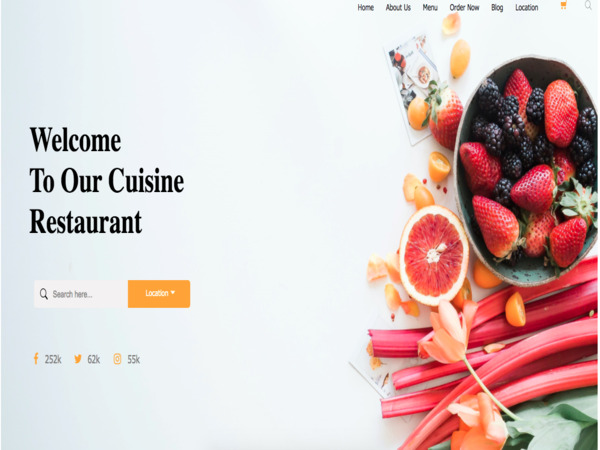 Home About Us Menu Order Now Blog Location
Welcome
To Our Cuisine
Restaurant
Search here...
Location
252k 62k 55k